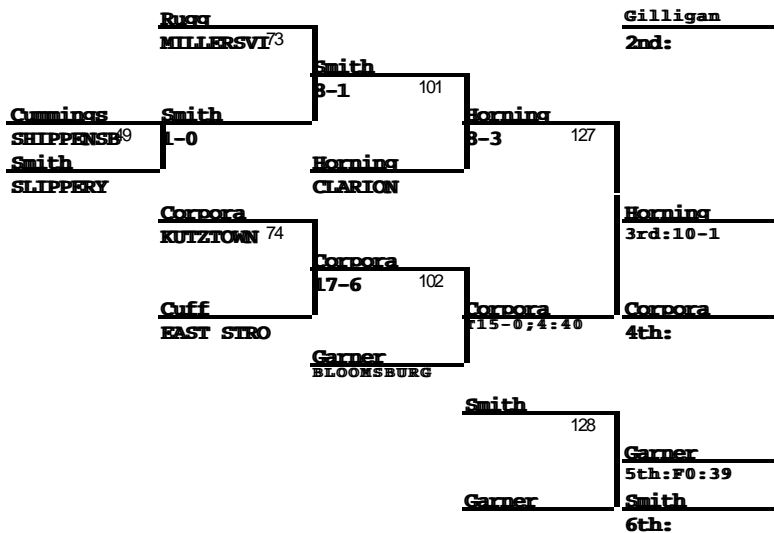 Rugg
Gilligan
MILLERSVI 73
2nd:
Smith
8-1 101
Cummings
Smith
Horning
SHIPPENSB 49
1-0
8-3 127
Smith
Horning
SLIPPERY
CLARION
Corpora
Horning
KUTZTOWN 74
3rd:10-1
Corpora
17-6 102
Cuff
Corpora
Corpora
EAST STRO
T15-0;4:40
4th:
Garner
BLOOMSBURG
Smith
128
Garner
5th:F0:39
Garner
Smith
6th: